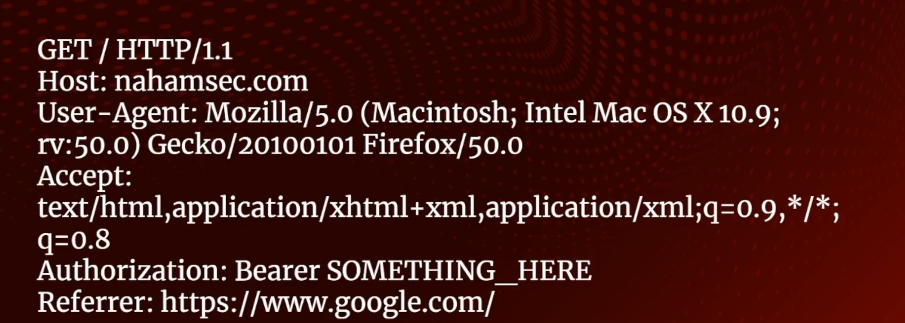 GET / HTTP/1.1
Host: nahamsec.com
User-Agent: Mozilla/5.0 (Macintosh; Intel Mac OS X 10.9;
rv:50.0) Gecko/20100101 Firefox/50.0
Accept:
text/html,application/xhtml+xml,application/xml;q=0.9,*/*;
q=0.8
Authorization: Bearer SOMETHING_HERE
Referrer: https://www.google.com/